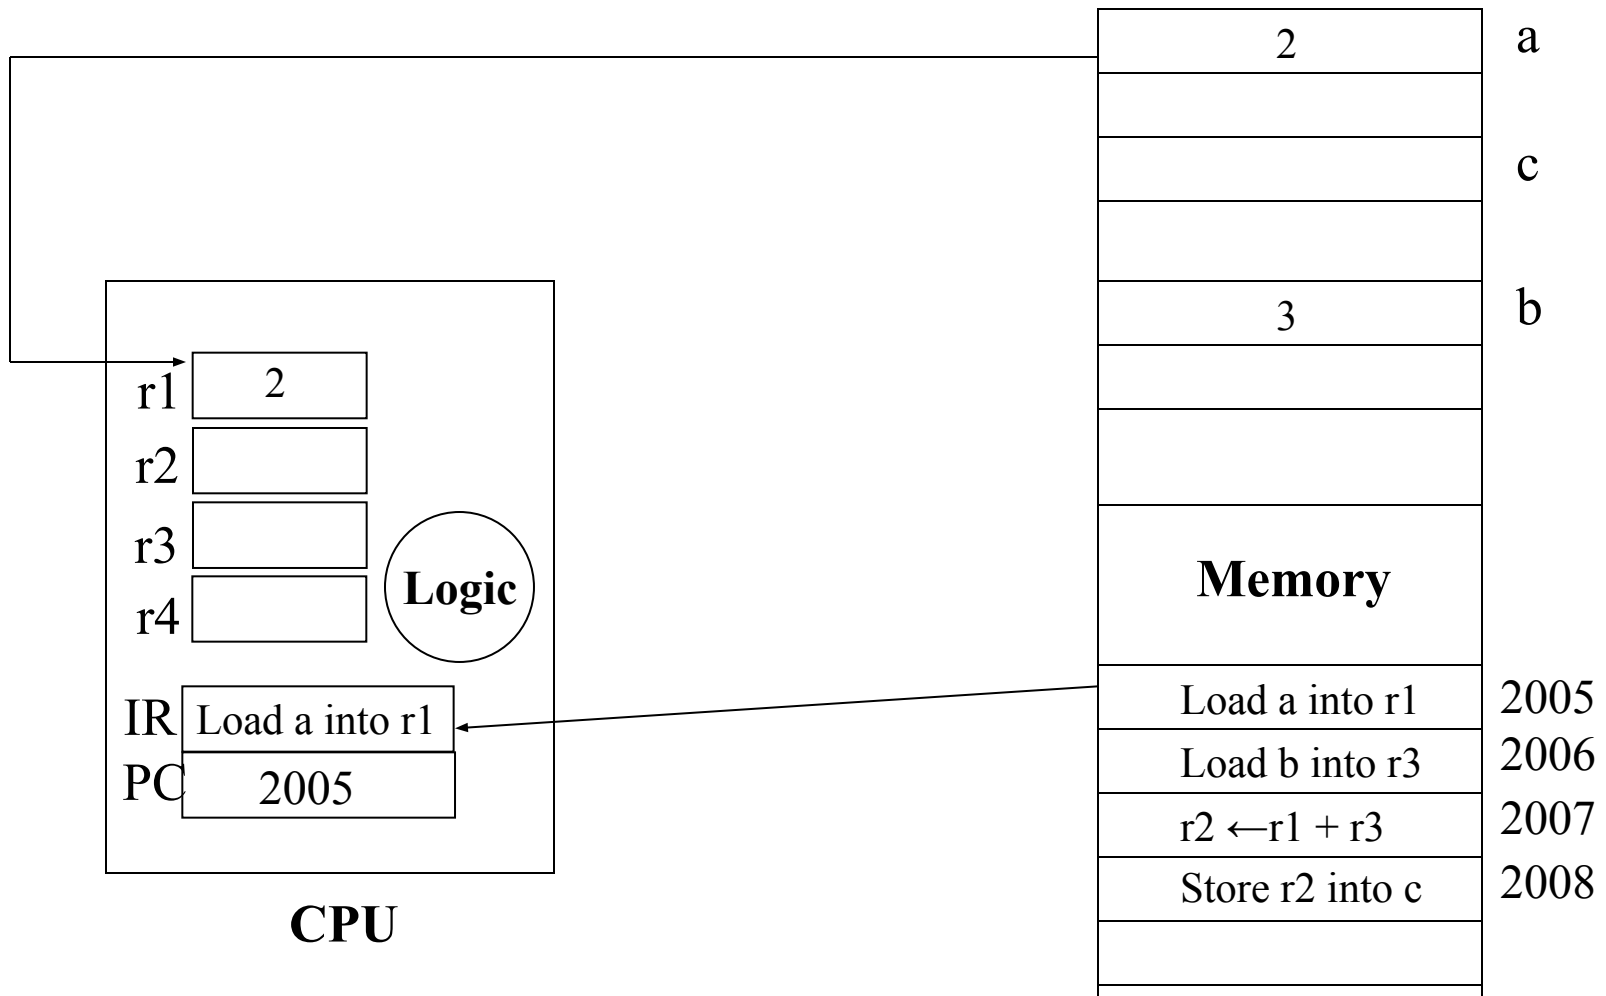 2 a
c
3 b
r1 2
r2
r3
r4
Logic
IR Load a into r1
PC 2005
CPU
Memory
Load a into r1 2005
Load b into r3 2006
r2 ←r1 + r3 2007
Store r2 into c 2008